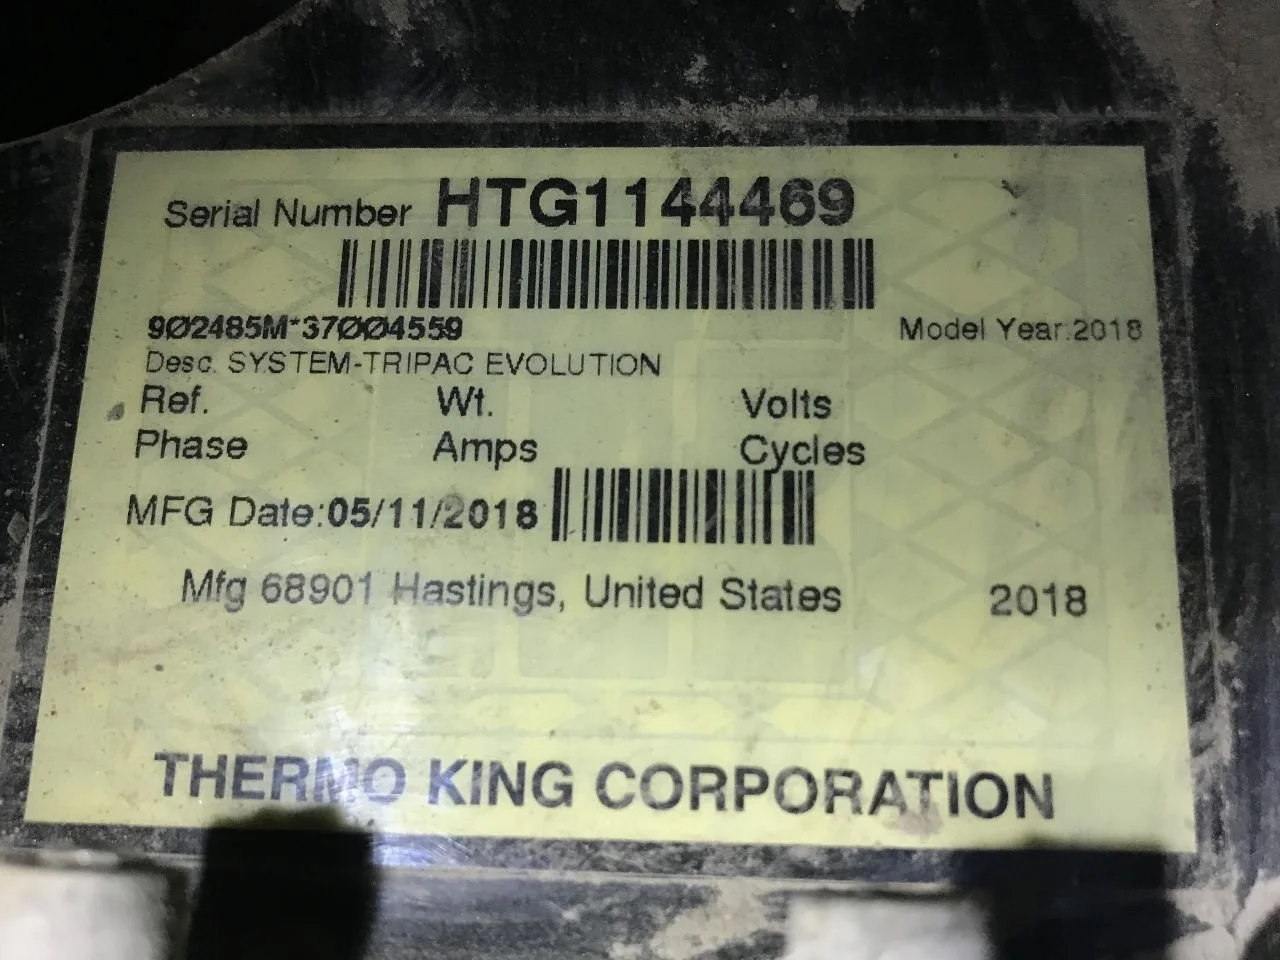 Serial Number HTG1144469
9Ø2485M*37ØØ4559 Model Year:2018
Desc. SYSTEM-TRIPAC EVOLUTION
Ref. Wt. Volts
Phase Amps Cycles
MFG Date:05/11/2018
Mfg 68901 Hastings, United States 2018
THERMO KING CORPORATION